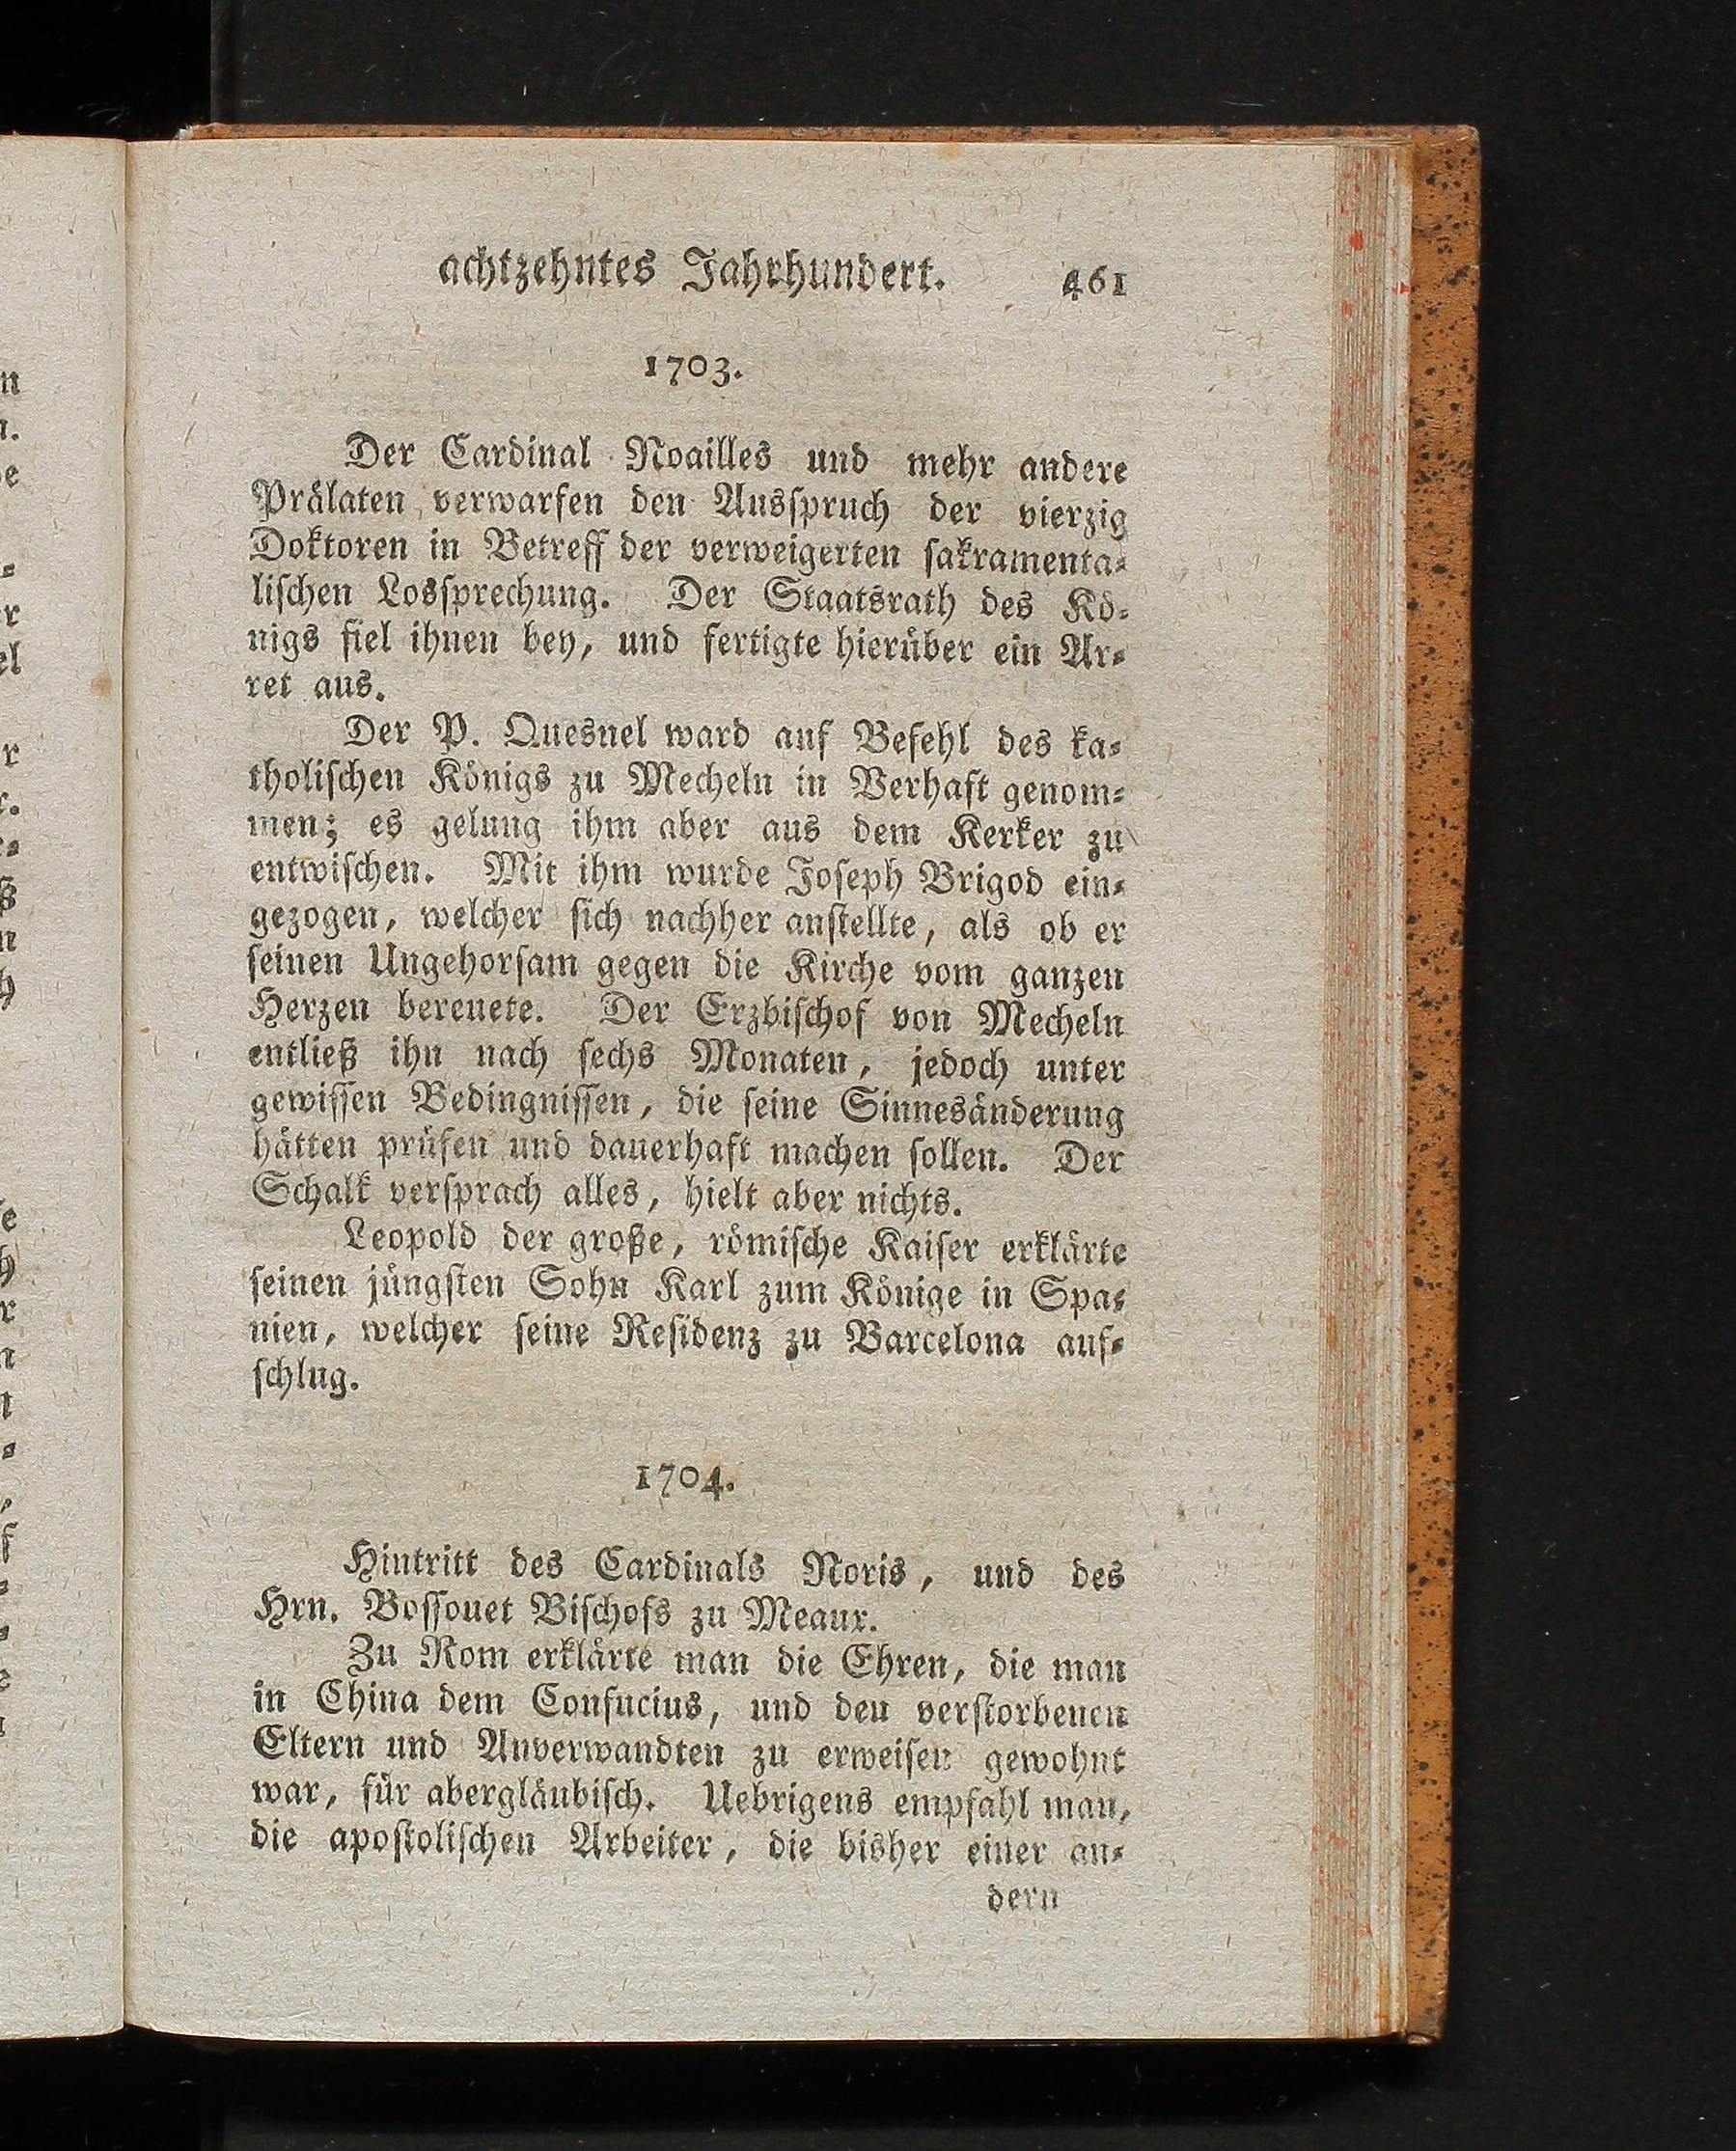 achtzehntes Jahrhundert. 461
1703.
Der Cardinal Noailles und mehr andere
Prälaten verwarfen den Ausspruch der vierzig
Doktoren in Betreff der verweigerten sakramenta-
lischen Lossprechung. Der Staatsrath des Kö-
nigs fiel ihnen bey, und fertigte hierüber ein Ar-
ret aus.
Der P. Quesnel ward auf Befehl des ka-
tholischen Königs zu Mecheln in Verhaft genom-
men; es gelung ihm aber aus dem Kerker zu
entwischen. Mit ihm wurde Joseph Brigod ein-
gezogen, welcher sich nachher anstellte, als ob er
seinen Ungehorsam gegen die Kirche vom ganzen
Herzen bereuete. Der Erzbischof von Mecheln
entließ ihn nach sechs Monaten, jedoch unter
gewissen Bedingnissen, die seine Sinnesänderung
hätten prüfen und dauerhaft machen sollen. Der
Schalk versprach alles, hielt aber nichts.
Leopold der große, römische Kaiser erklärte
seinen jüngsten Sohn Karl zum Könige in Spa-
nien, welcher seine Residenz zu Barcelona auf-
schlug.
1704.
Hintritt des Cardinals Noris, und des
Hrn. Bossouet Bischofs zu Meaux.
Zu Rom erklärte man die Ehren, die man
in China dem Confucius, und den verstorbenen
Eltern und Anverwandten zu erweisen gewohnt
war, für abergläubisch. Uebrigens empfahl man,
die apostolischen Arbeiter, die bisher einer an-
dern